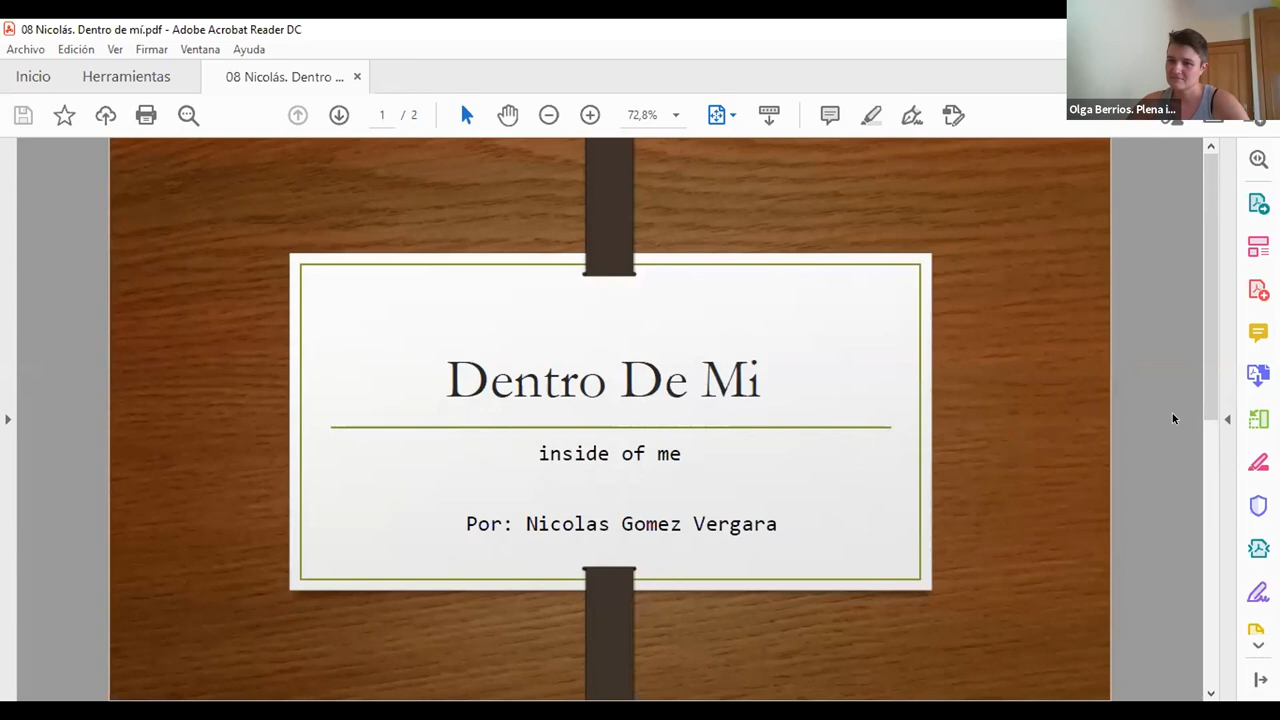 08 Nicolás. Dentro de mí.pdf - Adobe Acrobat Reader DC
Archivo Edición Ver Firmar Ventana Ayuda
Inicio Herramientas 08 Nicolás. Dentro ... ×
1 / 2 72,8%
Olga Berrios. Plena i...
Dentro De Mi
inside of me
Por: Nicolas Gomez Vergara